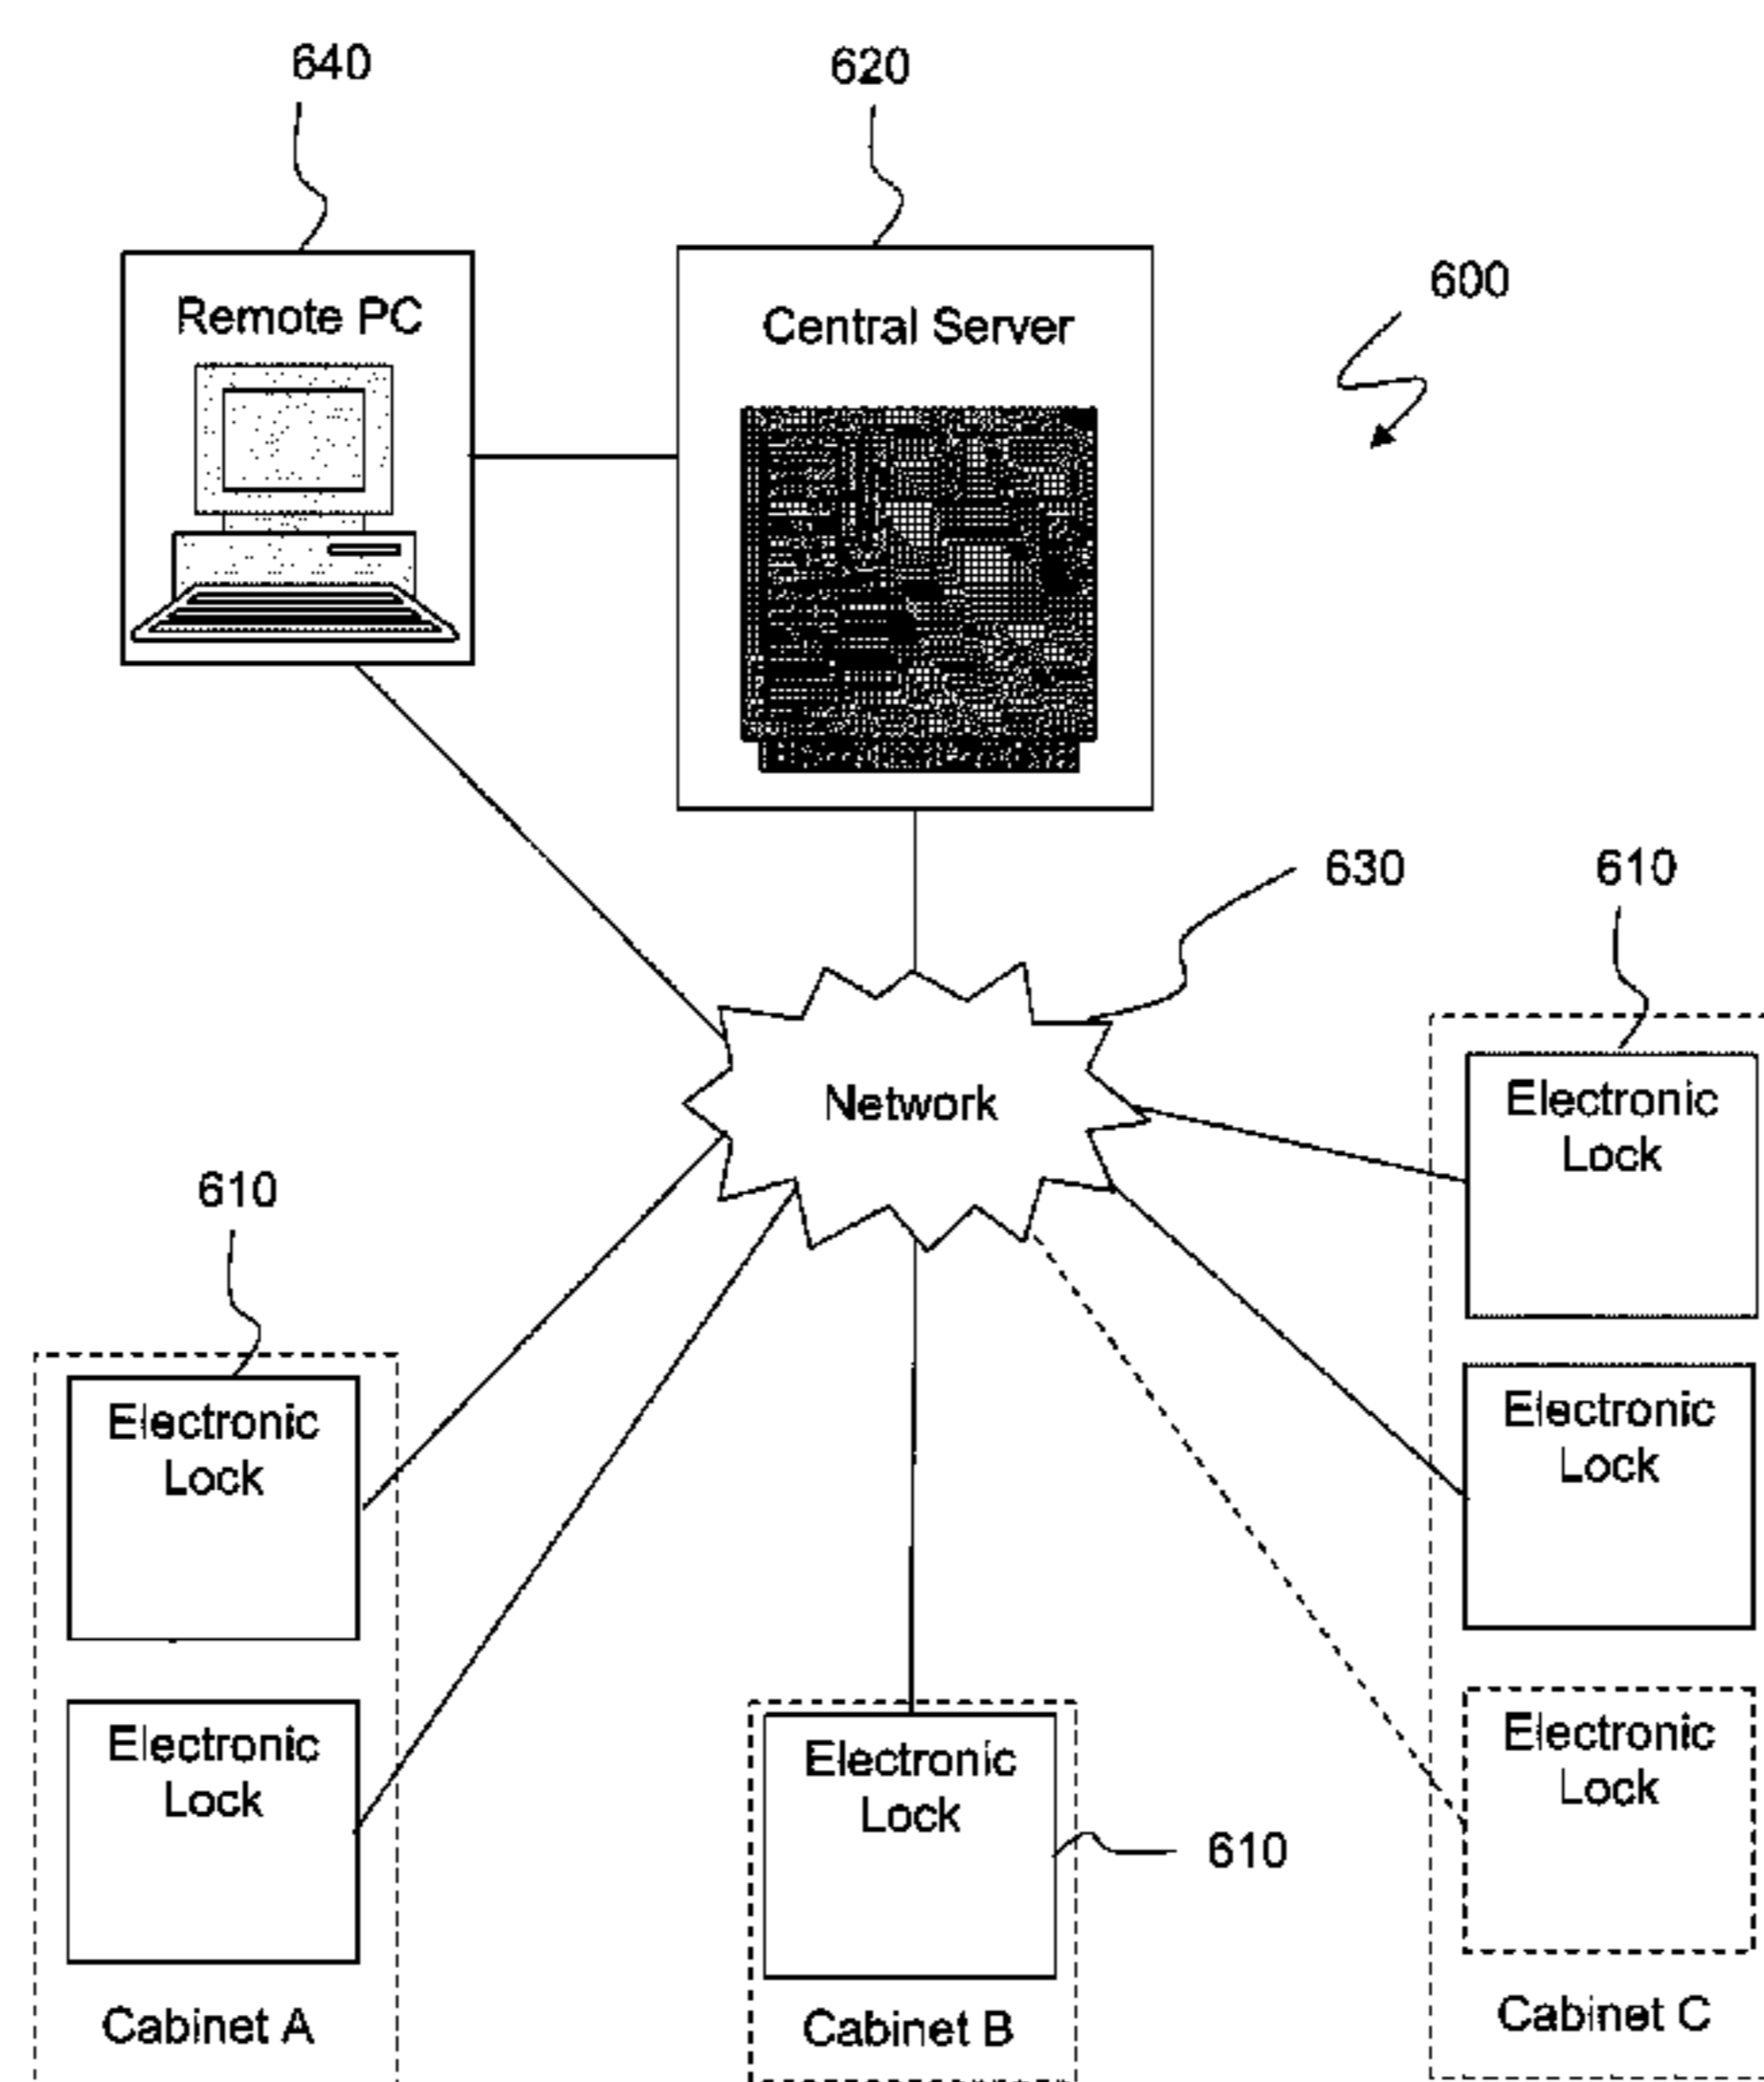 640
620
600
Remote PC
Central Server
630
610
Network
Electronic
Lock
610
Electronic
Lock
Electronic
Lock
Electronic
Lock
Electronic
Lock
Electronic
Lock
610
Cabinet A
Cabinet B
Cabinet C